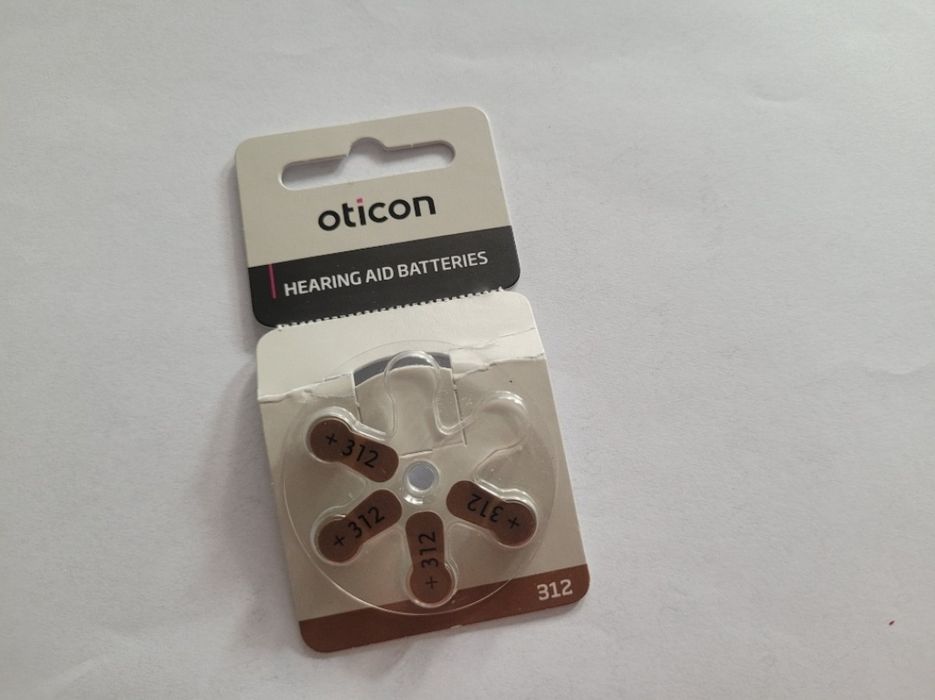 oticon
HEARING AID BATTERIES
+ 312
+ 312
+ 312
+ 312
312